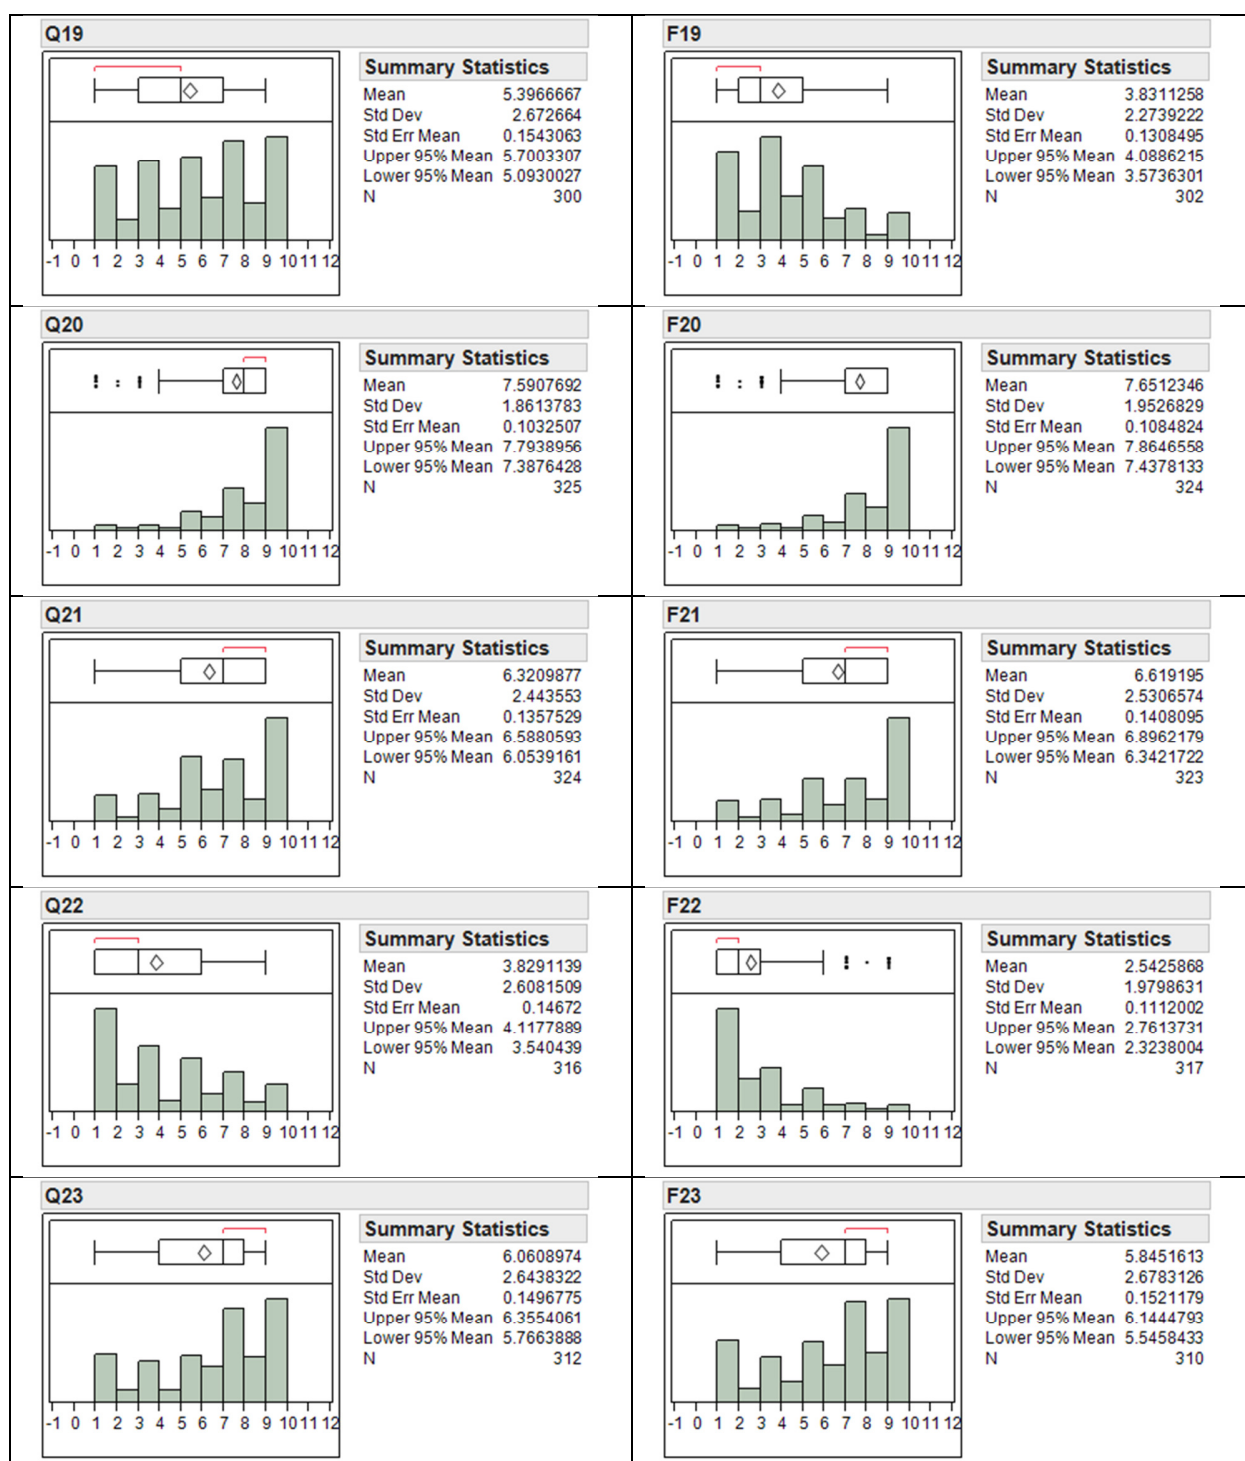 Q19
Summary Statistics
Mean 5.3966667
Std Dev 2.672664
Std Err Mean 0.1543063
Upper 95% Mean 5.7003307
Lower 95% Mean 5.0930027
N 300
-1 0 1 2 3 4 5 6 7 8 9 10 11 12
F19
Summary Statistics
Mean 3.8311258
Std Dev 2.2739222
Std Err Mean 0.1308495
Upper 95% Mean 4.0886215
Lower 95% Mean 3.5736301
N 302
-1 0 1 2 3 4 5 6 7 8 9 10 11 12
Q20
Summary Statistics
Mean 7.5907692
Std Dev 1.8613783
Std Err Mean 0.1032507
Upper 95% Mean 7.7938956
Lower 95% Mean 7.3876428
N 325
-1 0 1 2 3 4 5 6 7 8 9 10 11 12
F20
Summary Statistics
Mean 7.6512346
Std Dev 1.9526829
Std Err Mean 0.1084824
Upper 95% Mean 7.8646558
Lower 95% Mean 7.4378133
N 324
-1 0 1 2 3 4 5 6 7 8 9 10 11 12
Q21
Summary Statistics
Mean 6.3209877
Std Dev 2.443553
Std Err Mean 0.1357529
Upper 95% Mean 6.5880593
Lower 95% Mean 6.0539161
N 324
-1 0 1 2 3 4 5 6 7 8 9 10 11 12
F21
Summary Statistics
Mean 6.619195
Std Dev 2.5306574
Std Err Mean 0.1408095
Upper 95% Mean 6.8962179
Lower 95% Mean 6.3421722
N 323
-1 0 1 2 3 4 5 6 7 8 9 10 11 12
Q22
Summary Statistics
Mean 3.8291139
Std Dev 2.6081509
Std Err Mean 0.14672
Upper 95% Mean 4.1177889
Lower 95% Mean 3.540439
N 316
-1 0 1 2 3 4 5 6 7 8 9 10 11 12
F22
Summary Statistics
Mean 2.5425868
Std Dev 1.9798631
Std Err Mean 0.1112002
Upper 95% Mean 2.7613731
Lower 95% Mean 2.3238004
N 317
-1 0 1 2 3 4 5 6 7 8 9 10 11 12
Q23
Summary Statistics
Mean 6.0608974
Std Dev 2.6438322
Std Err Mean 0.1496775
Upper 95% Mean 6.3554061
Lower 95% Mean 5.7663888
N 312
-1 0 1 2 3 4 5 6 7 8 9 10 11 12
F23
Summary Statistics
Mean 5.8451613
Std Dev 2.6783126
Std Err Mean 0.1521179
Upper 95% Mean 6.1444793
Lower 95% Mean 5.5458433
N 310
-1 0 1 2 3 4 5 6 7 8 9 10 11 12